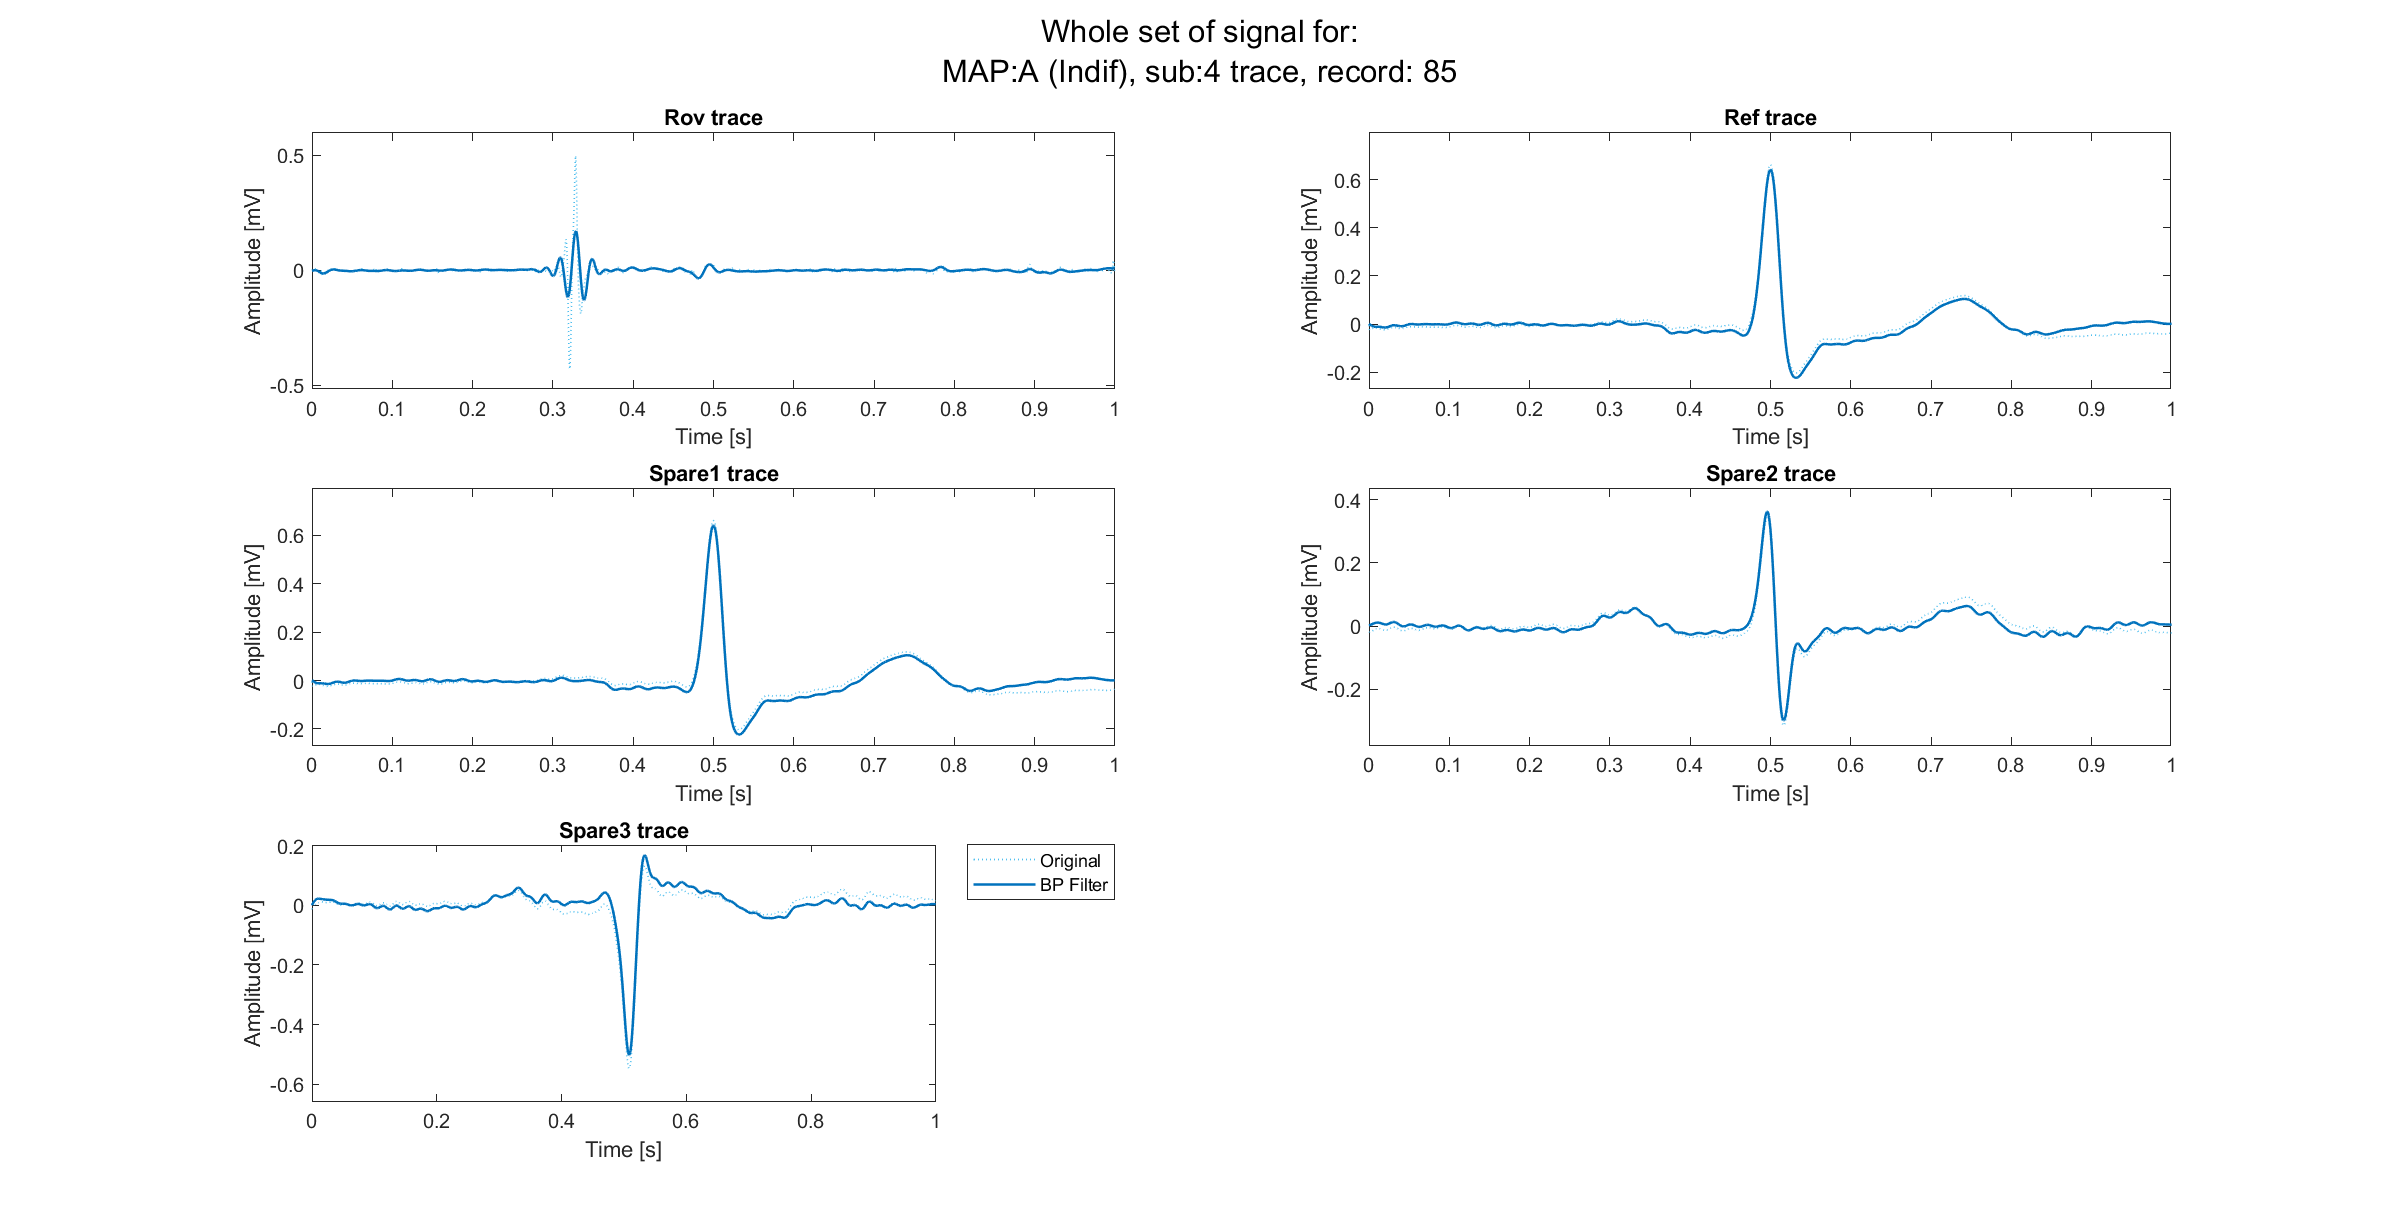 Whole set of signal for:
MAP:A (Indif), sub:4 trace, record: 85
Rov trace
Amplitude [mV]
0.5
0
-0.5
0 0.1 0.2 0.3 0.4 0.5 0.6 0.7 0.8 0.9 1
Time [s]
Ref trace
Amplitude [mV]
0.6
0.4
0.2
0
-0.2
0 0.1 0.2 0.3 0.4 0.5 0.6 0.7 0.8 0.9 1
Time [s]
Spare1 trace
Amplitude [mV]
0.6
0.4
0.2
0
-0.2
0 0.1 0.2 0.3 0.4 0.5 0.6 0.7 0.8 0.9 1
Time [s]
Spare2 trace
Amplitude [mV]
0.4
0.2
0
-0.2
0 0.1 0.2 0.3 0.4 0.5 0.6 0.7 0.8 0.9 1
Time [s]
Spare3 trace
Amplitude [mV]
0.2
0
-0.2
-0.4
-0.6
0 0.2 0.4 0.6 0.8 1
Time [s]
Original
BP Filter